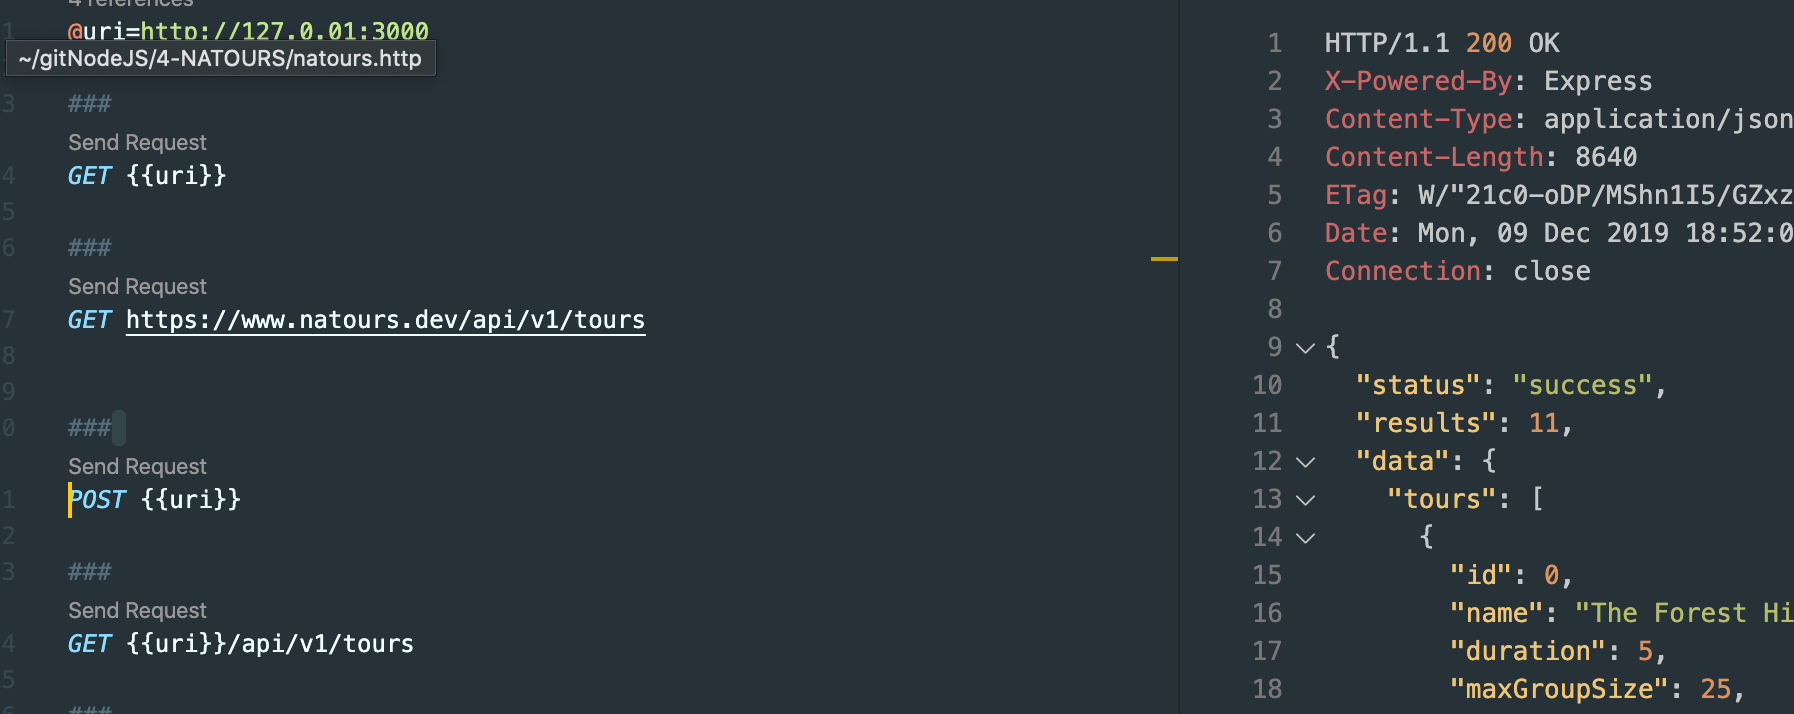 4 references
1 @uri=http://127.0.01:3000
~/gitNodeJS/4-NATOURS/natours.http
3 ###
Send Request
4 GET {{uri}}
5
6 ###
Send Request
7 GET https://www.natours.dev/api/v1/tours
8
9
0 ###
Send Request
1 POST {{uri}}
2
3 ###
Send Request
4 GET {{uri}}/api/v1/tours
5
6 ###
1 HTTP/1.1 200 OK
2 X-Powered-By: Express
3 Content-Type: application/json
4 Content-Length: 8640
5 ETag: W/"21c0-oDP/MShn1I5/GZxz
6 Date: Mon, 09 Dec 2019 18:52:0
7 Connection: close
8
9 {
10 "status": "success",
11 "results": 11,
12 "data": {
13 "tours": [
14 {
15 "id": 0,
16 "name": "The Forest Hi
17 "duration": 5,
18 "maxGroupSize": 25,